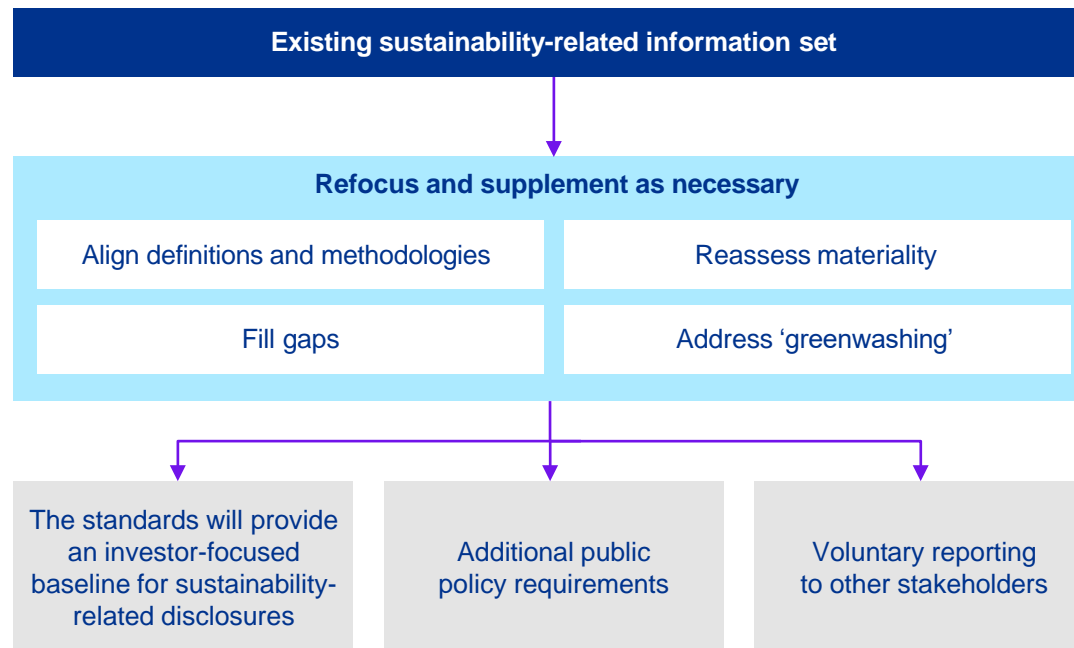 Existing sustainability-related information set
Refocus and supplement as necessary
Align definitions and methodologies
Reassess materiality
Fill gaps
Address ‘greenwashing’
The standards will provide
an investor-focused
baseline for sustainability-
related disclosures
Additional public
policy requirements
Voluntary reporting
to other stakeholders